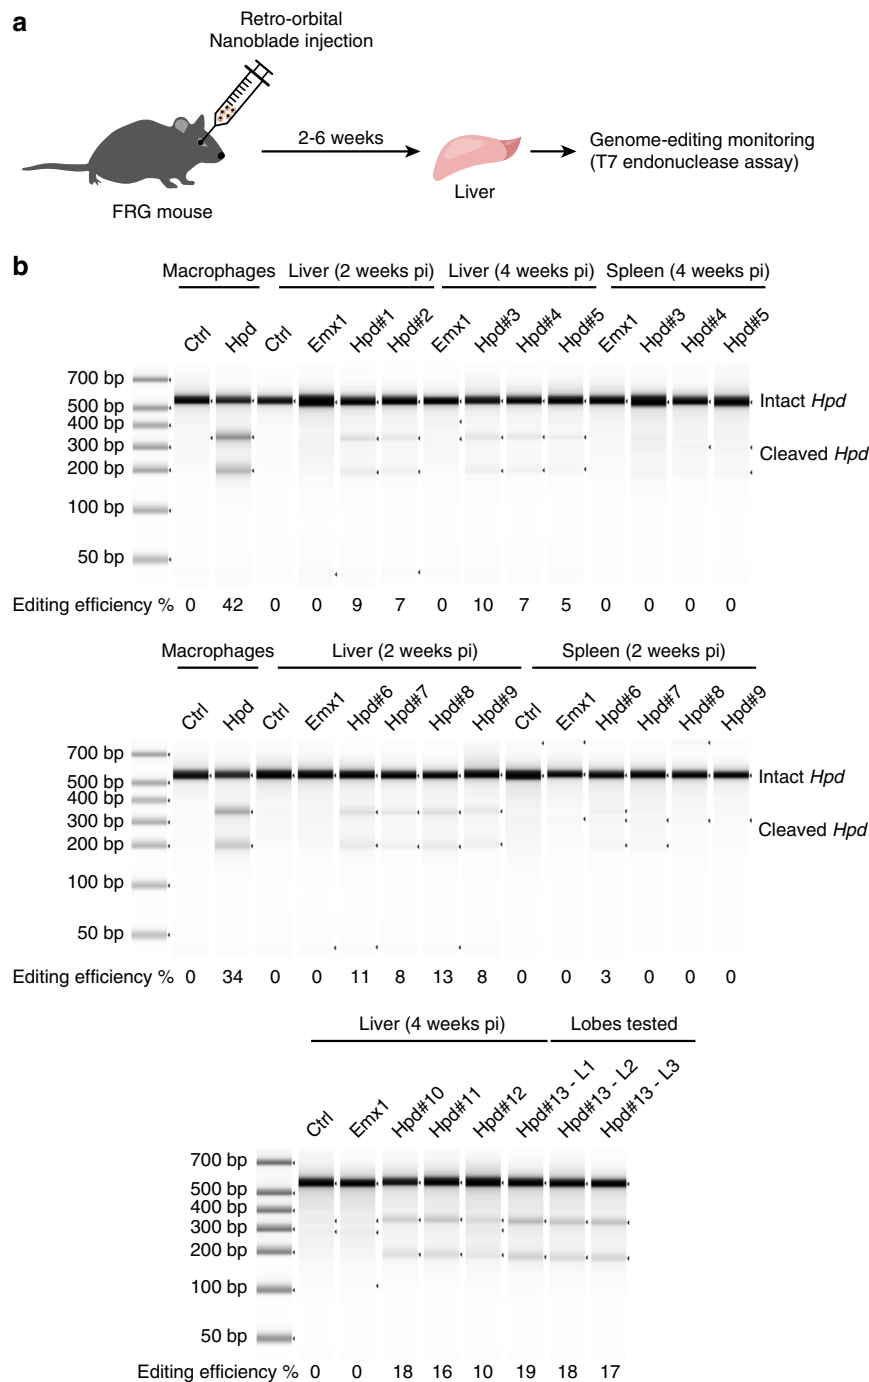 a
Retro-orbital
Nanoblade injection
2-6 weeks
Genome-editing monitoring
(T7 endonuclease assay)
Liver
FRG mouse
b
Macrophages Liver (2 weeks pi) Liver (4 weeks pi) Spleen (4 weeks pi)
Ctrl Hpd Ctrl Emx1 Hpd#1 Hpd#2 Emx1 Hpd#3 Hpd#4 Hpd#5 Emx1 Hpd#3 Hpd#4 Hpd#5
700 bp
500 bp Intact Hpd
400 bp
300 bp Cleaved Hpd
200 bp
100 bp
50 bp
Editing efficiency % 0 42 0 0 9 7 0 10 7 5 0 0 0 0
Macrophages Liver (2 weeks pi) Spleen (2 weeks pi)
Ctrl Hpd Ctrl Emx1 Hpd#6 Hpd#7 Hpd#8 Hpd#9 Ctrl Emx1 Hpd#6 Hpd#7 Hpd#8 Hpd#9
700 bp
500 bp Intact Hpd
400 bp
300 bp Cleaved Hpd
200 bp
100 bp
50 bp
Editing efficiency % 0 34 0 0 11 8 13 8 0 0 3 0 0 0
Liver (4 weeks pi) Lobes tested
Ctrl Emx1 Hpd#10 Hpd#11 Hpd#12 Hpd#13 - L1 Hpd#13 - L2 Hpd#13 - L3
700 bp
500 bp
400 bp
300 bp
200 bp
100 bp
50 bp
Editing efficiency % 0 0 18 16 10 19 18 17